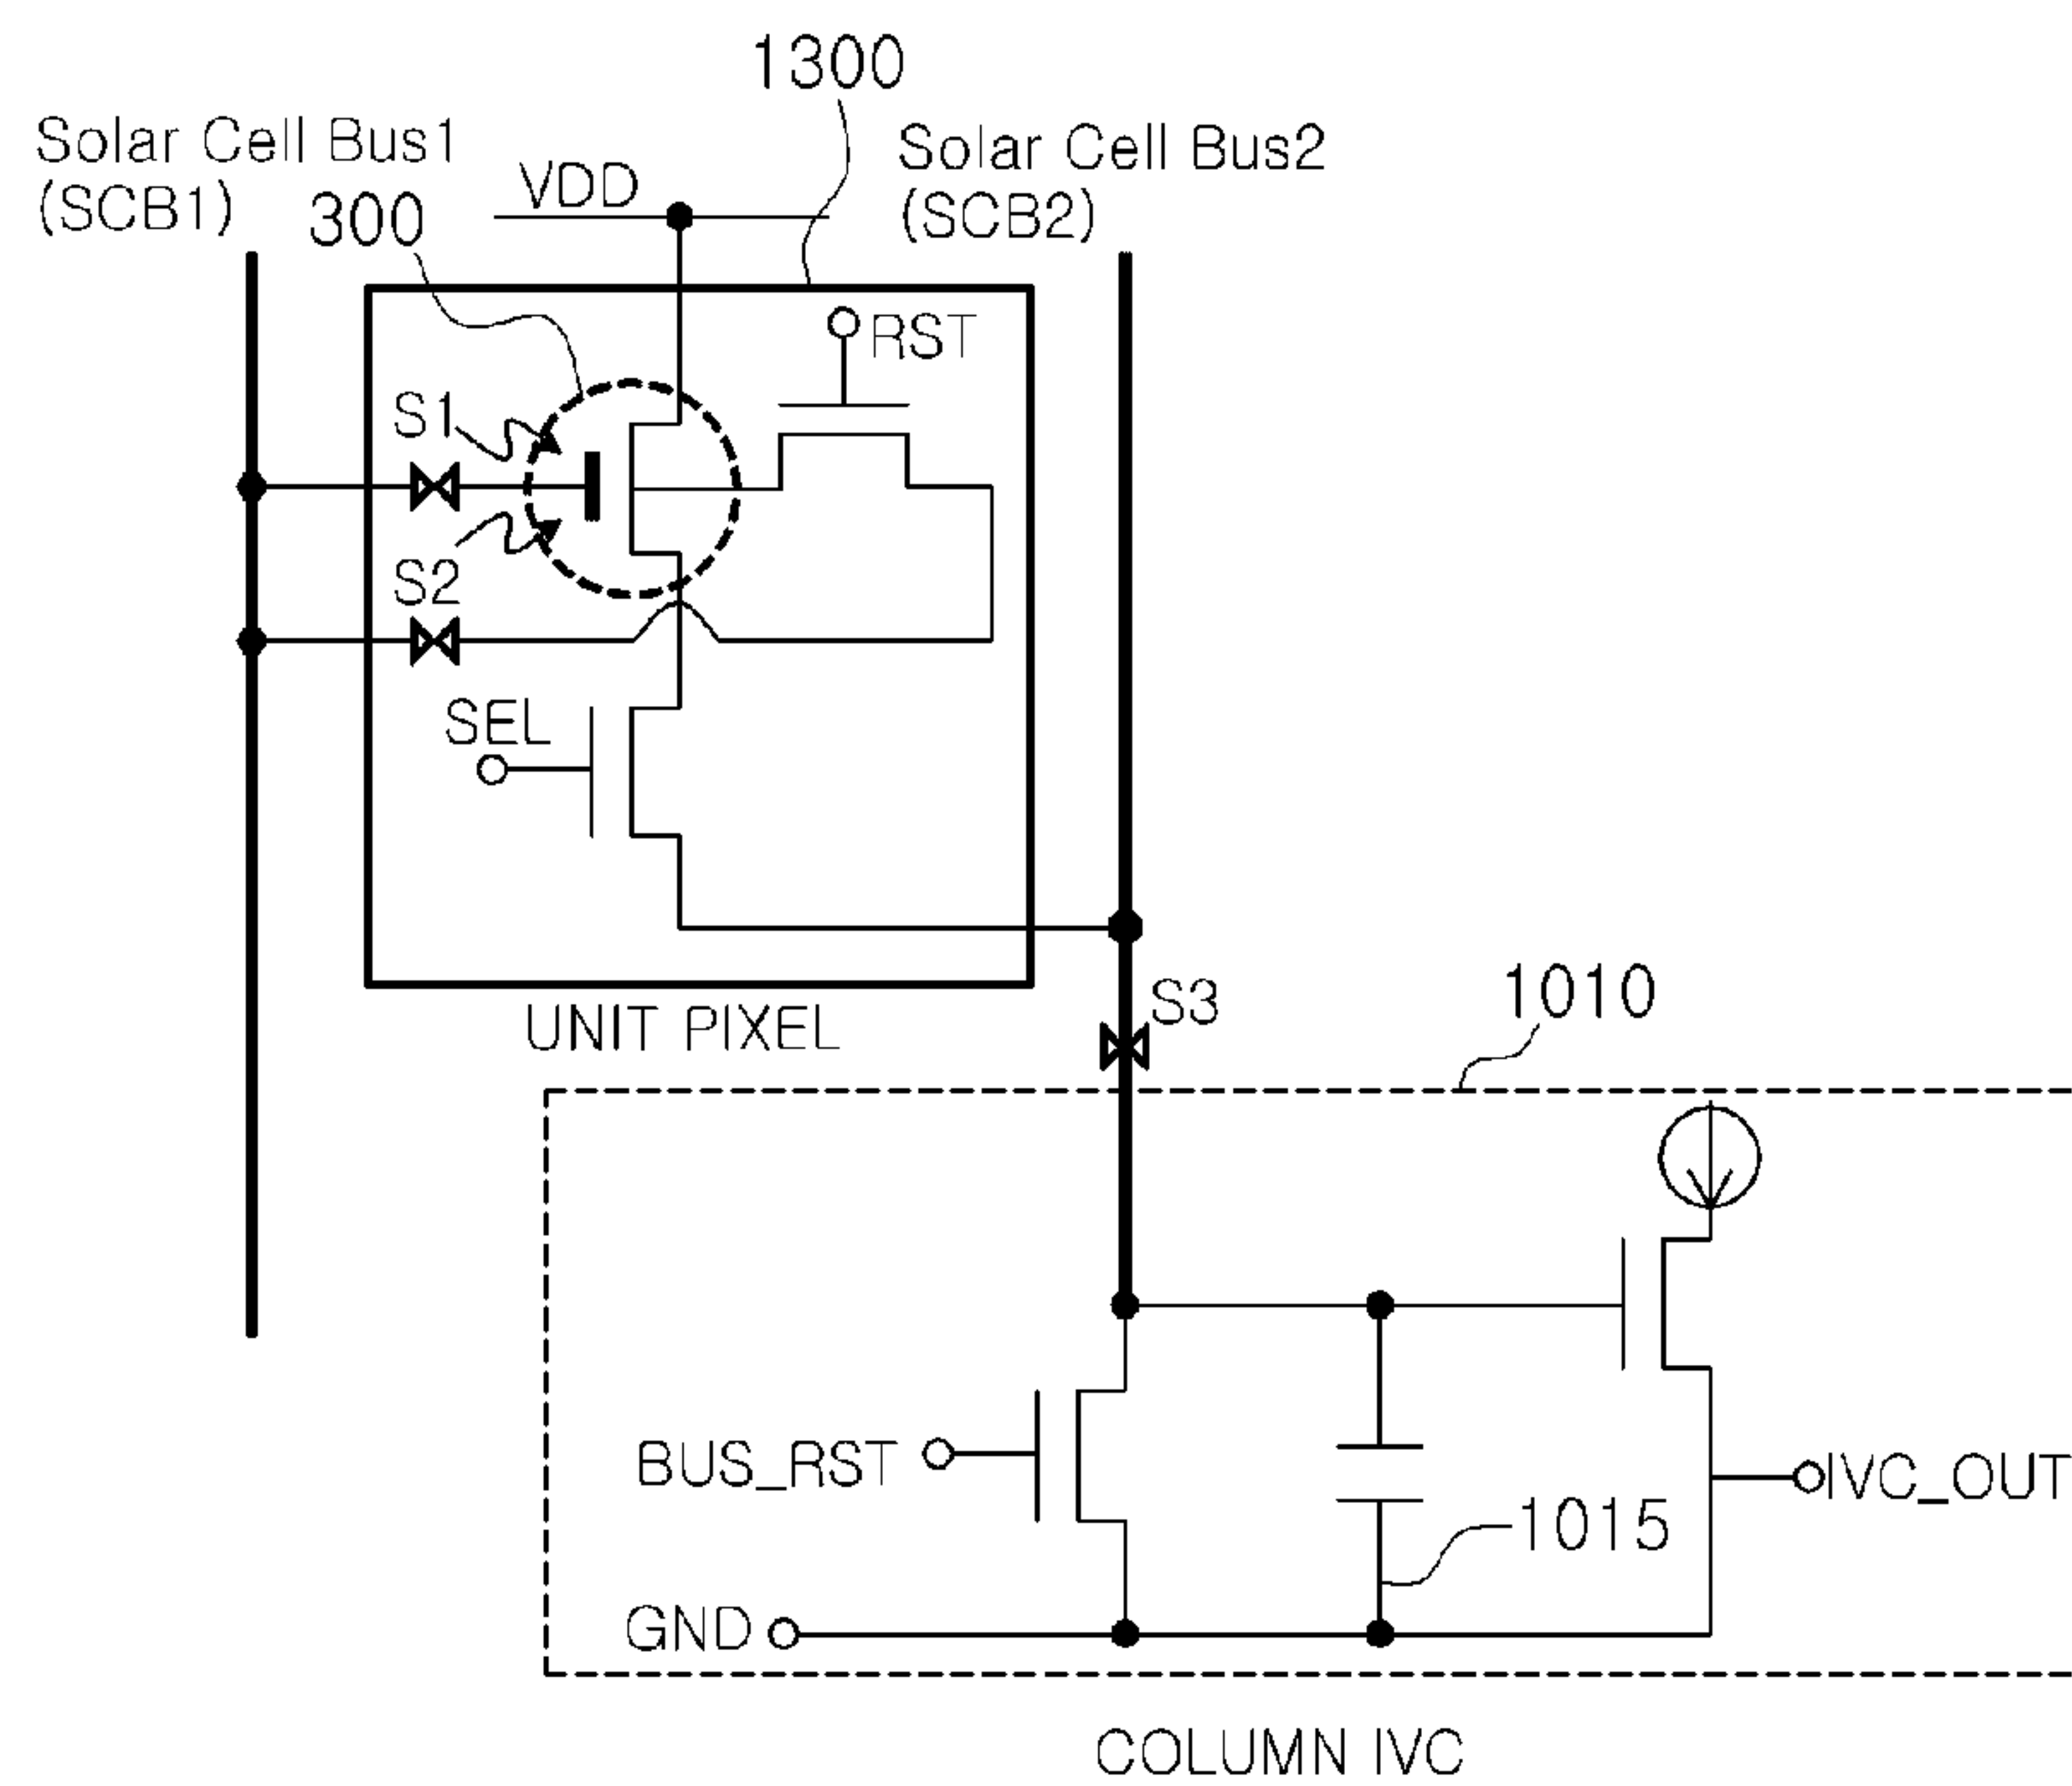 1300
Solar Cell Bus1
(SCB1)
Solar Cell Bus2
(SCB2)
VDD
300
RST
S1
S2
SEL
UNIT PIXEL
S3
1010
BUS_RST
IVC_OUT
1015
GND
COLUMN IVC